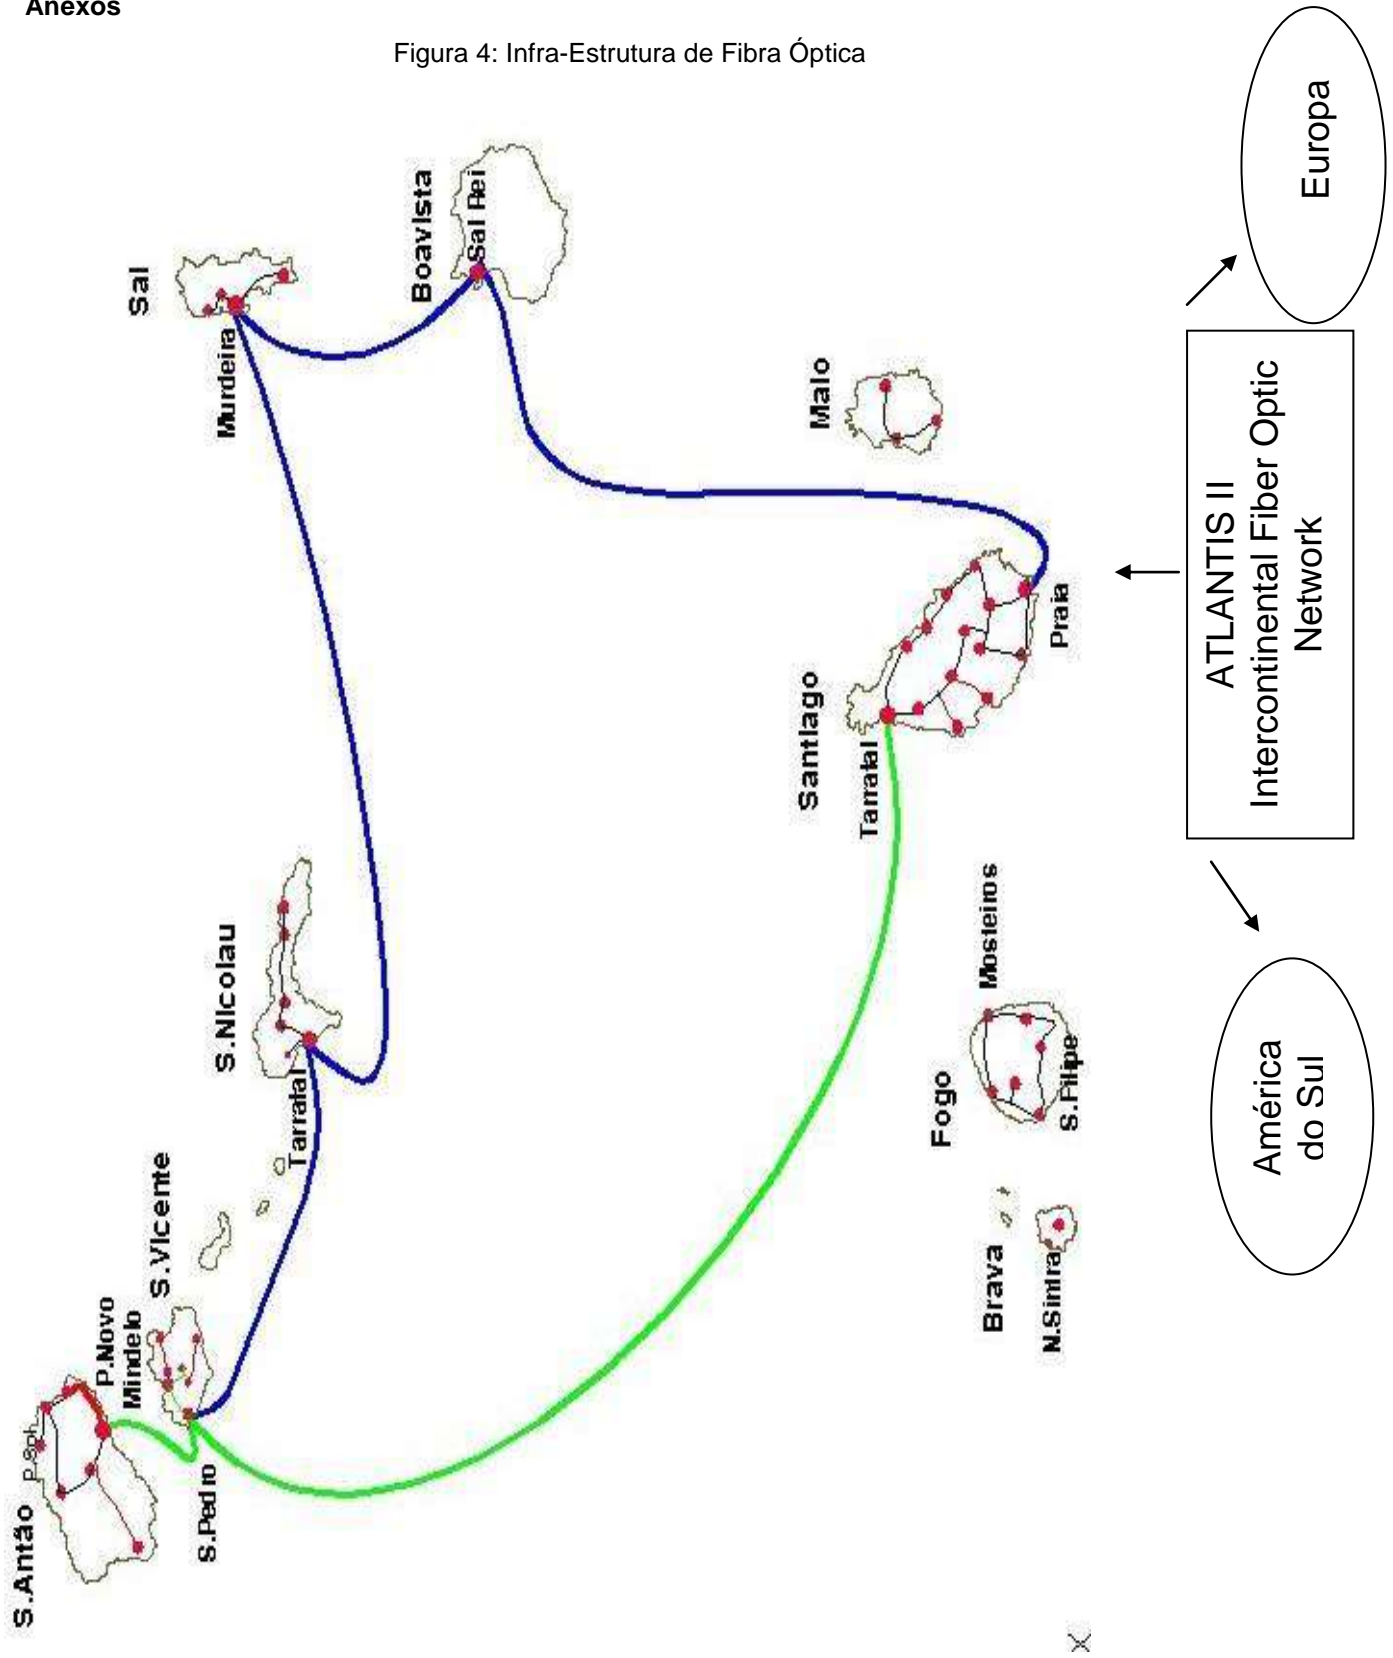 Anexos
Figura 4: Infra-Estrutura de Fibra Óptica
S.Antão
P.Novo
Mindelo
S.Vicente
S.Pedro
S.Nicolau
Tarrafal
Sal
Murdeira
Boavista
Sal Rei
Maio
Santiago
Tarrafal
Praia
Fogo
Mosteiros
S.Filipe
Brava
N.Sintra
Europa
ATLANTIS II
Intercontinental Fiber Optic
Network
América
do Sul